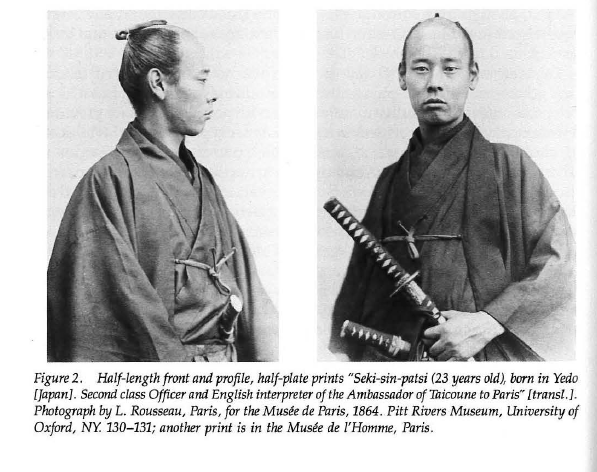 Figure 2. Half-length front and profile, half-plate prints "Seki-sin-patsi (23 years old), born in Yedo
[Japan]. Second class Officer and English interpreter of the Ambassador of Taicoune to Paris" [transl.].
Photograph by L. Rousseau, Paris, for the Musée de Paris, 1864. Pitt Rivers Museum, University of
Oxford, NY. 130–131; another print is in the Musée de l'Homme, Paris.